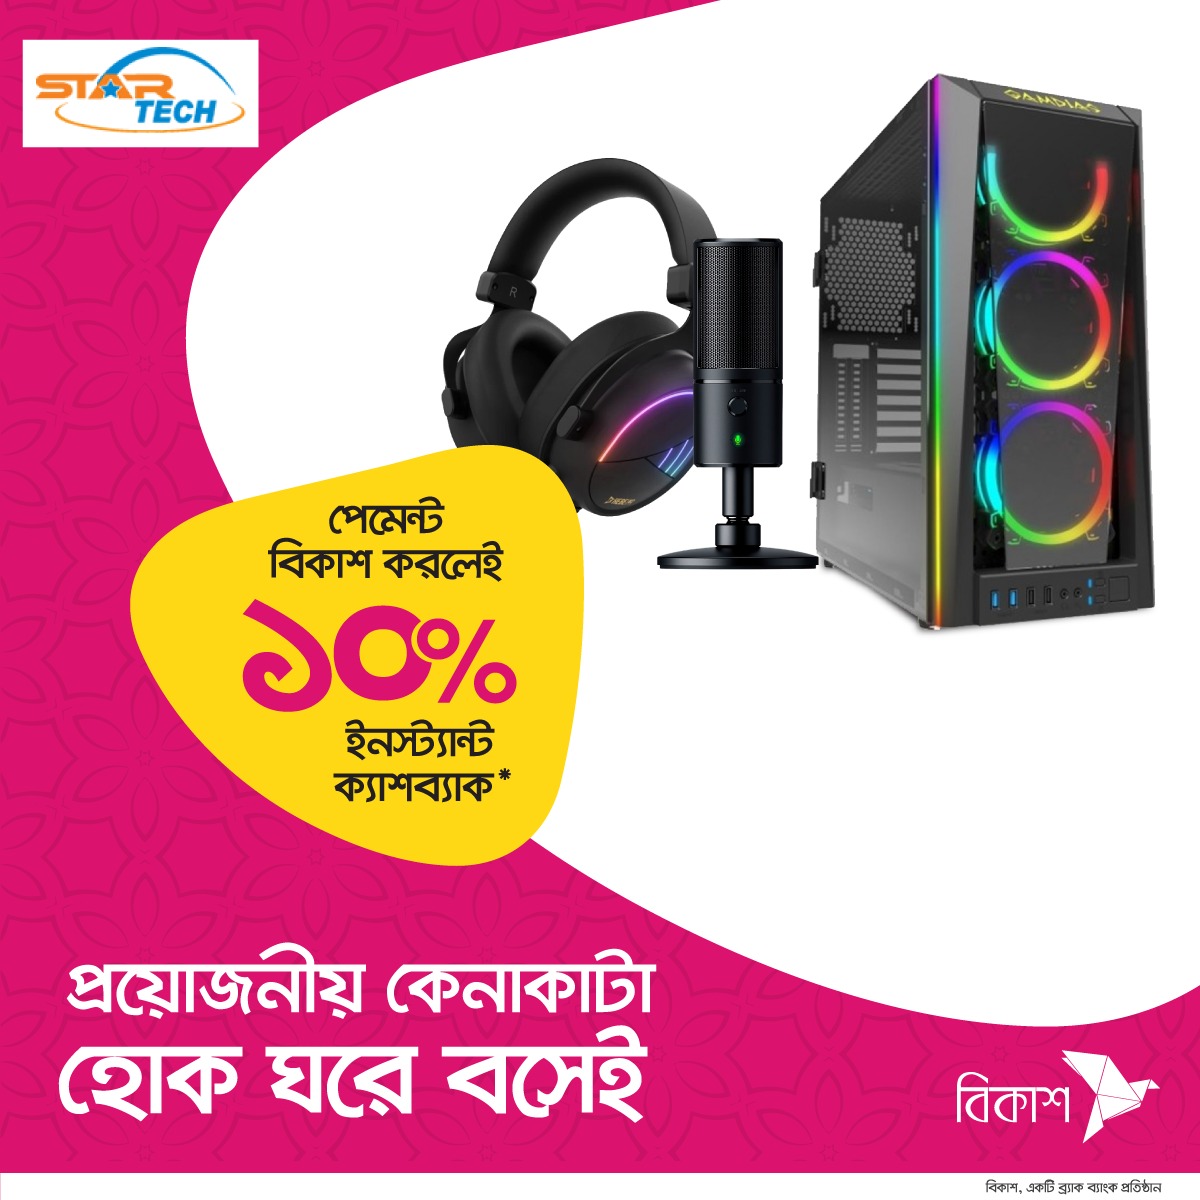 STAR
TECH
GAMDIAS
R
পেমেন্ট
বিকাশ করলেই
১০%
ইনস্ট্যান্ট
ক্যাশব্যাক*
প্রয়োজনীয় কেনাকাটা
হোক ঘরে বসেই
বিকাশ
বিকাশ, একটি ব্র্যাক ব্যাংক প্রতিষ্ঠান